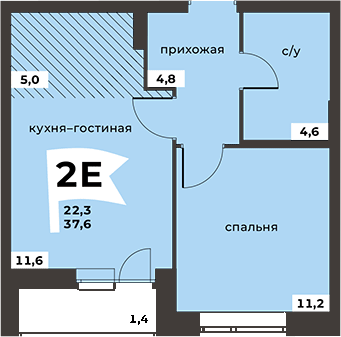 прихожая
с/у
5,0
4,8
4,6
кухня-гостиная
2Е
22,3
37,6
спальня
11,6
11,2
1,4